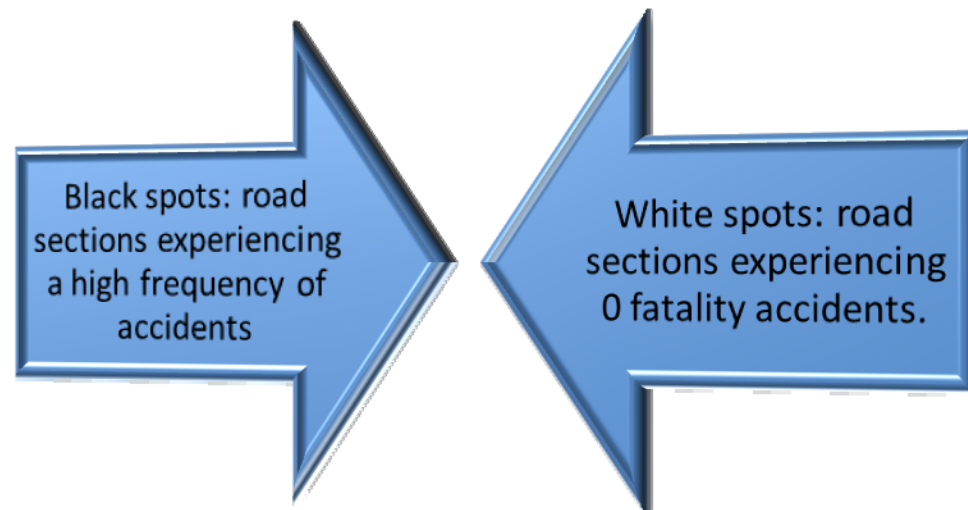 Black spots: road
sections experiencing
a high frequency of
accidents
White spots: road
sections experiencing
0 fatality accidents.